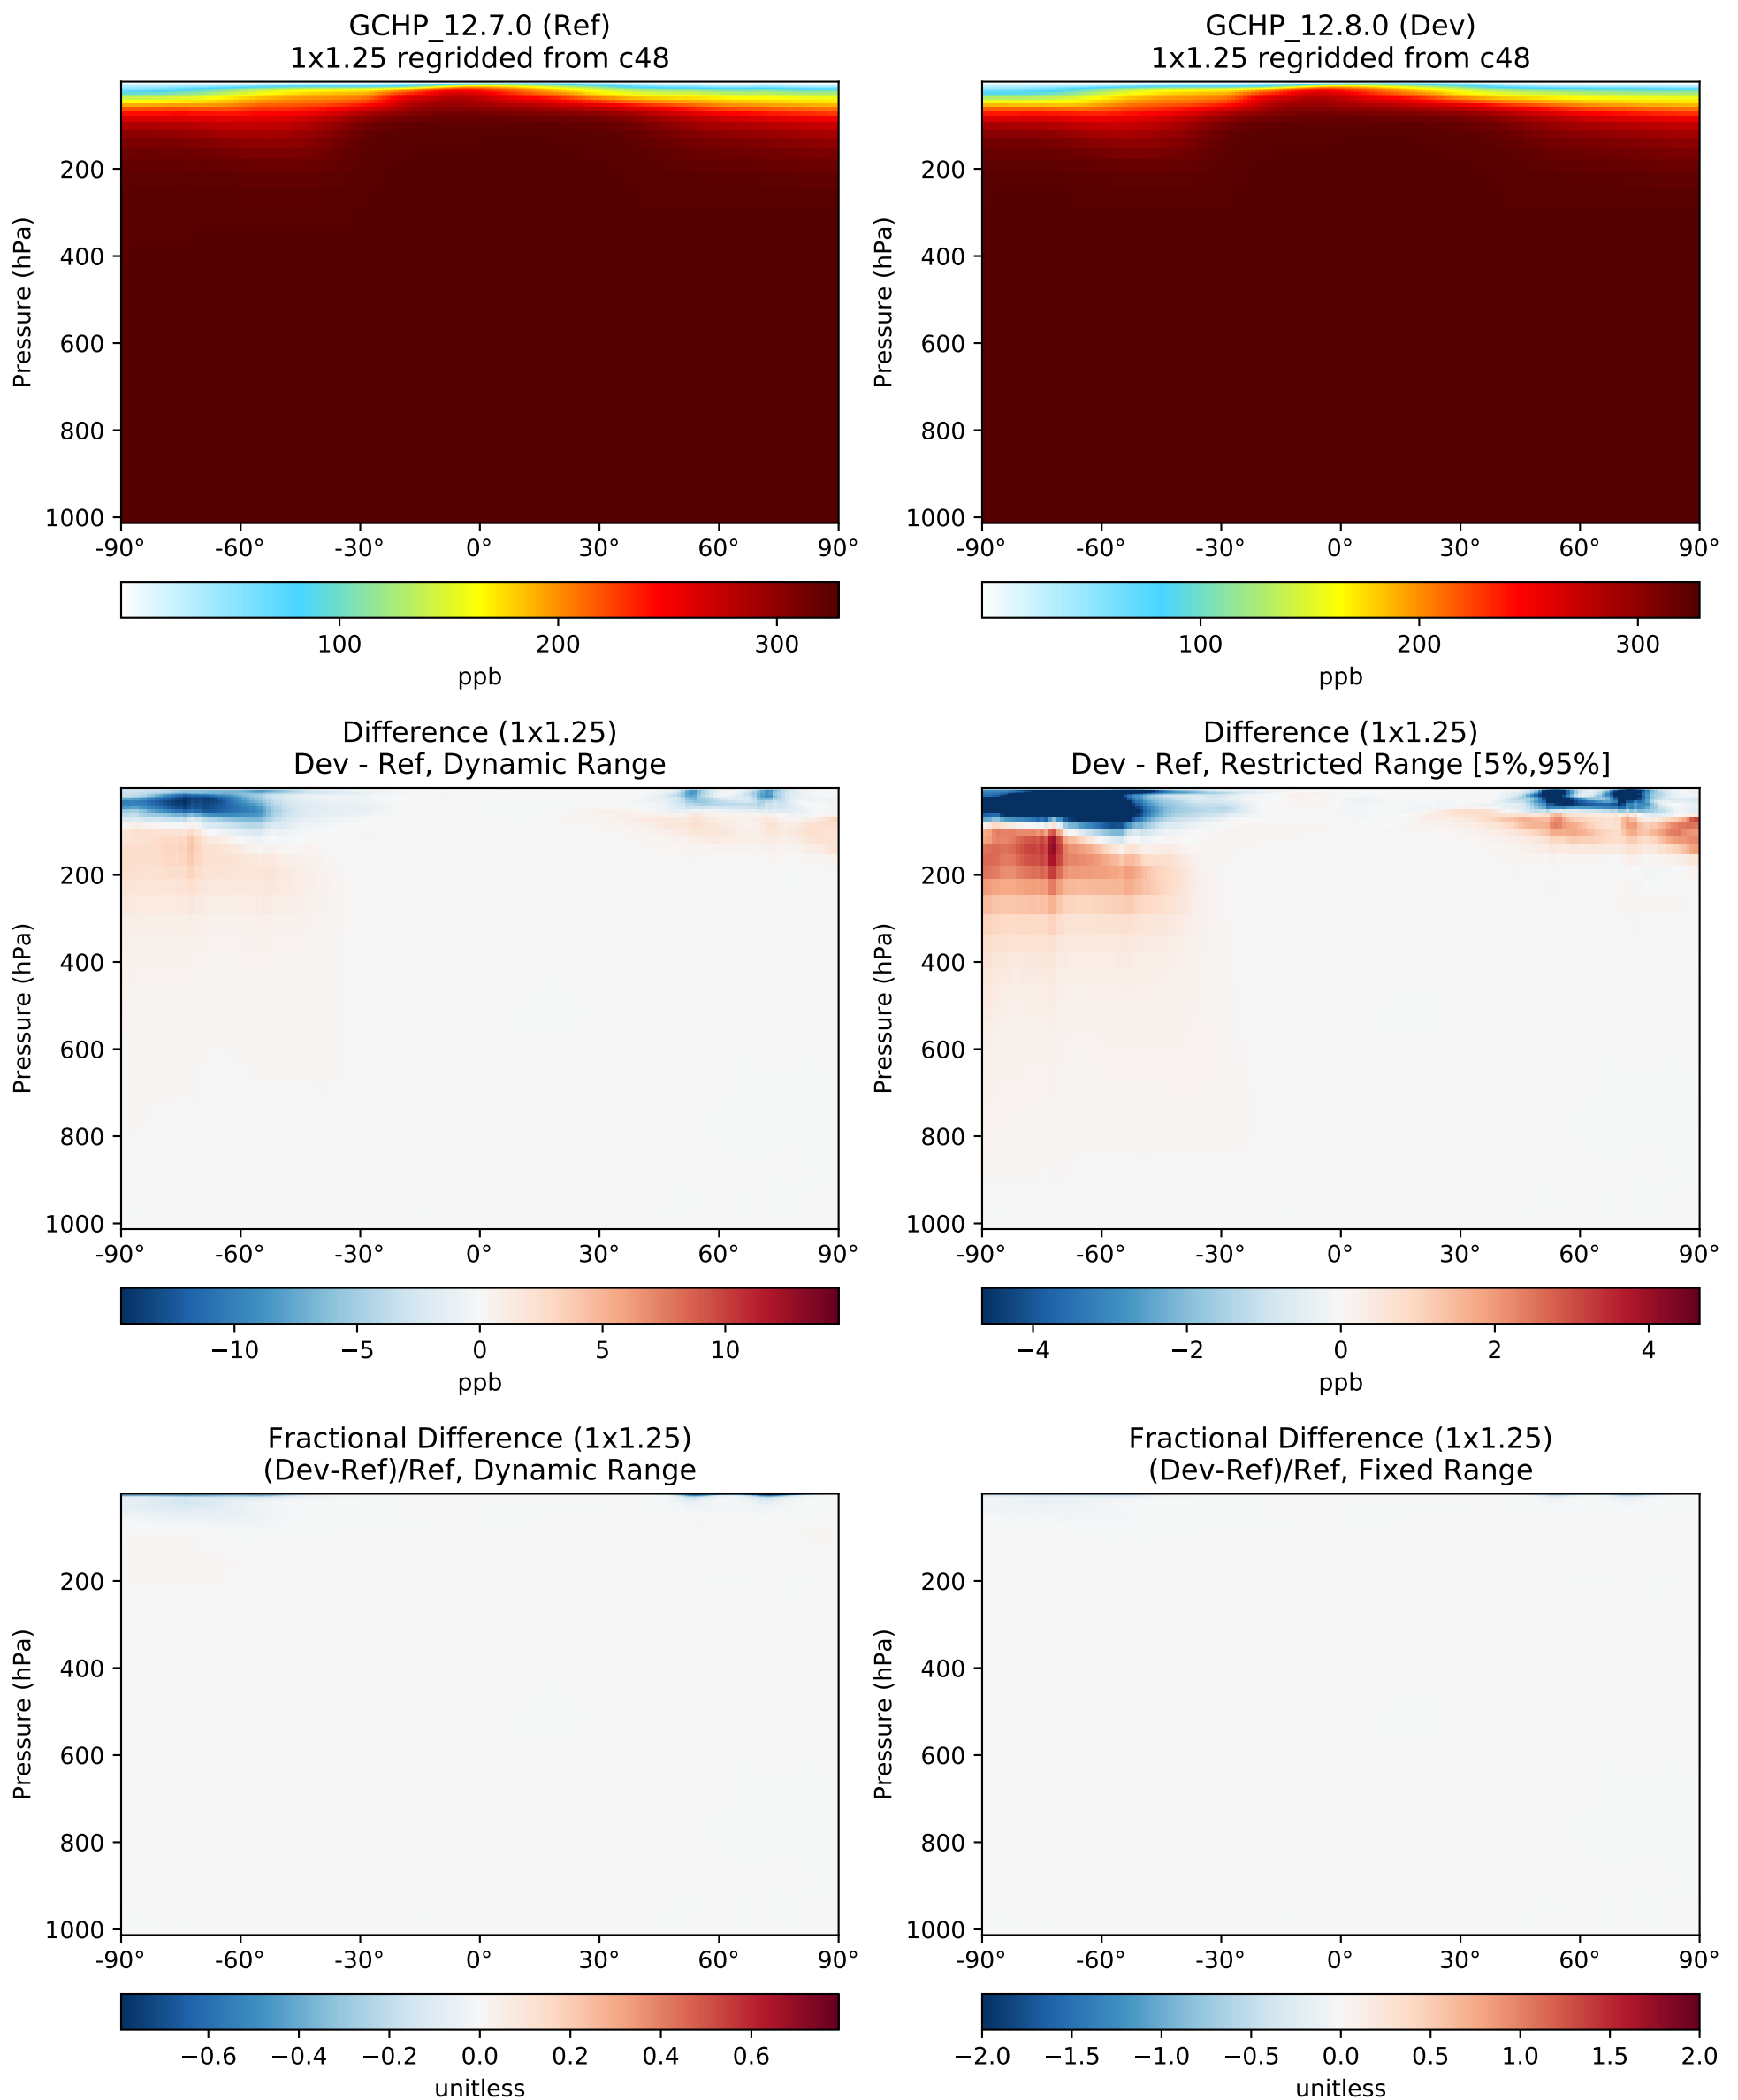 GCHP_12.7.0 (Ref)
1x1.25 regridded from c48
Pressure (hPa)
200
400
600
800
1000
-90° -60° -30° 0° 30° 60° 90°
100 200 300
ppb
GCHP_12.8.0 (Dev)
1x1.25 regridded from c48
Pressure (hPa)
200
400
600
800
1000
-90° -60° -30° 0° 30° 60° 90°
100 200 300
ppb
Difference (1x1.25)
Dev - Ref, Dynamic Range
Pressure (hPa)
200
400
600
800
1000
-90° -60° -30° 0° 30° 60° 90°
−10 −5 0 5 10
ppb
Difference (1x1.25)
Dev - Ref, Restricted Range [5%,95%]
Pressure (hPa)
200
400
600
800
1000
-90° -60° -30° 0° 30° 60° 90°
−4 −2 0 2 4
ppb
Fractional Difference (1x1.25)
(Dev-Ref)/Ref, Dynamic Range
Pressure (hPa)
200
400
600
800
1000
-90° -60° -30° 0° 30° 60° 90°
−0.6 −0.4 −0.2 0.0 0.2 0.4 0.6
unitless
Fractional Difference (1x1.25)
(Dev-Ref)/Ref, Fixed Range
Pressure (hPa)
200
400
600
800
1000
-90° -60° -30° 0° 30° 60° 90°
−2.0 −1.5 −1.0 −0.5 0.0 0.5 1.0 1.5 2.0
unitless